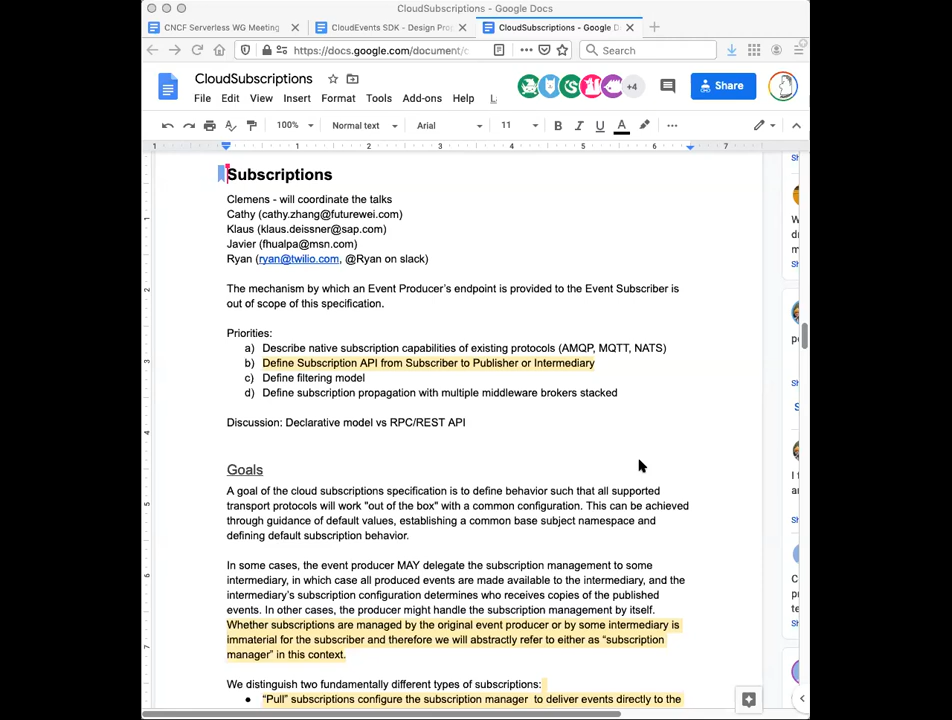 CloudSubscriptions - Google Docs
CNCF Serverless WG Meeting
CloudEvents SDK - Design Pro
CloudSubscriptions - Google D
https://docs.google.com/document/
Search
CloudSubscriptions
File Edit View Insert Format Tools Add-ons Help
+4
Share
100% Normal text Arial 11 B I U A
1 1 2 3 4 5 6 7
Subscriptions
Clemens - will coordinate the talks
Cathy (cathy.zhang@futurewei.com)
Klaus (klaus.deissner@sap.com)
Javier (fhualpa@msn.com)
Ryan (ryan@twilio.com, @Ryan on slack)
The mechanism by which an Event Producer's endpoint is provided to the Event Subscriber is
out of scope of this specification.
Priorities:
a) Describe native subscription capabilities of existing protocols (AMQP, MQTT, NATS)
b) Define Subscription API from Subscriber to Publisher or Intermediary
c) Define filtering model
d) Define subscription propagation with multiple middleware brokers stacked
Discussion: Declarative model vs RPC/REST API
Goals
A goal of the cloud subscriptions specification is to define behavior such that all supported
transport protocols will work "out of the box" with a common configuration. This can be achieved
through guidance of default values, establishing a common base subject namespace and
defining default subscription behavior.
In some cases, the event producer MAY delegate the subscription management to some
intermediary, in which case all produced events are made available to the intermediary, and the
intermediary's subscription configuration determines who receives copies of the published
events. In other cases, the producer might handle the subscription management by itself.
Whether subscriptions are managed by the original event producer or by some intermediary is
immaterial for the subscriber and therefore we will abstractly refer to either as "subscription
manager" in this context.
We distinguish two fundamentally different types of subscriptions:
● "Pull" subscriptions configure the subscription manager to deliver events directly to the